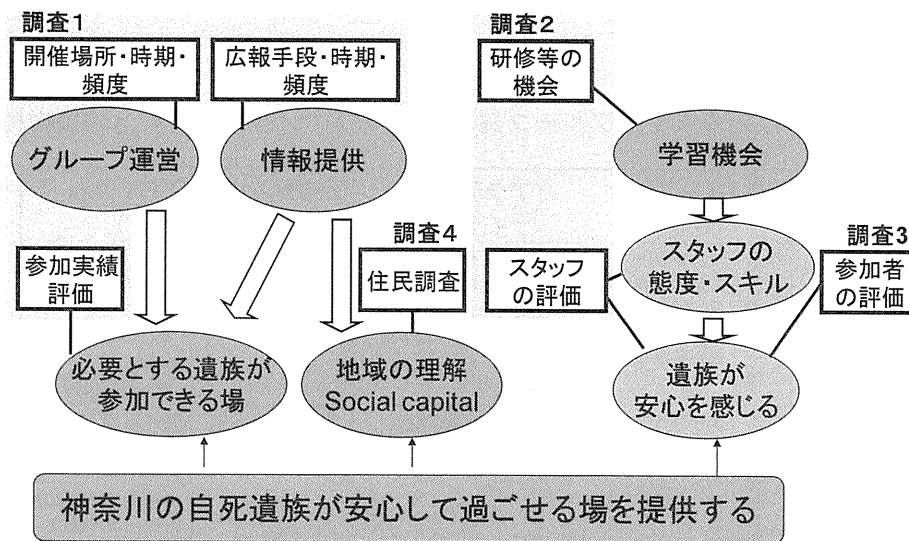 調査1
開催場所・時期・
頻度
広報手段・時期・
頻度
グループ運営
情報提供
調査2
研修等の
機会
学習機会
参加実績
評価
調査4
住民調査
スタッフ
の評価
スタッフの
態度・スキル
調査3
参加者
の評価
必要とする遺族が
参加できる場
地域の理解
Social capital
遺族が
安心を感じる
神奈川の自死遺族が安心して過ごせる場を提供する